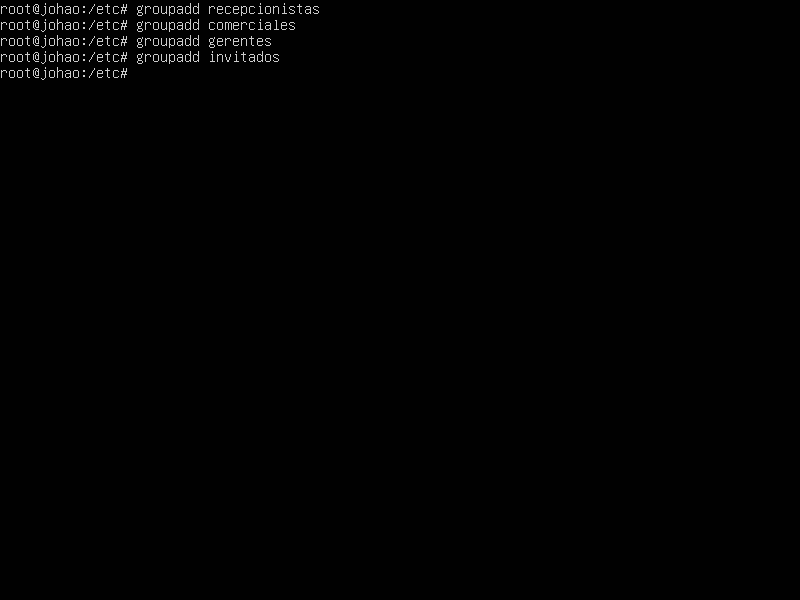 root@johao:/etc# groupadd recepcionistas
root@johao:/etc# groupadd comerciales
root@johao:/etc# groupadd gerentes
root@johao:/etc# groupadd invitados
root@johao:/etc#